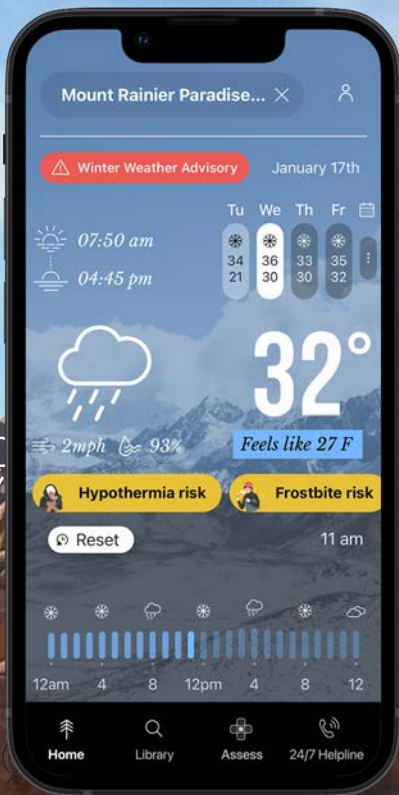 Mount Rainier Paradise...
Winter Weather Advisory
January 17th
Tu We Th Fr
34 36 33 35
21 30 30 32
07:50 am
04:45 pm
32°
2mph 93%
Feels like 27 F
Hypothermia risk
Frostbite risk
Reset
11 am
12am 4 8 12pm 4 8 12
Home
Library
Assess
24/7 Helpline